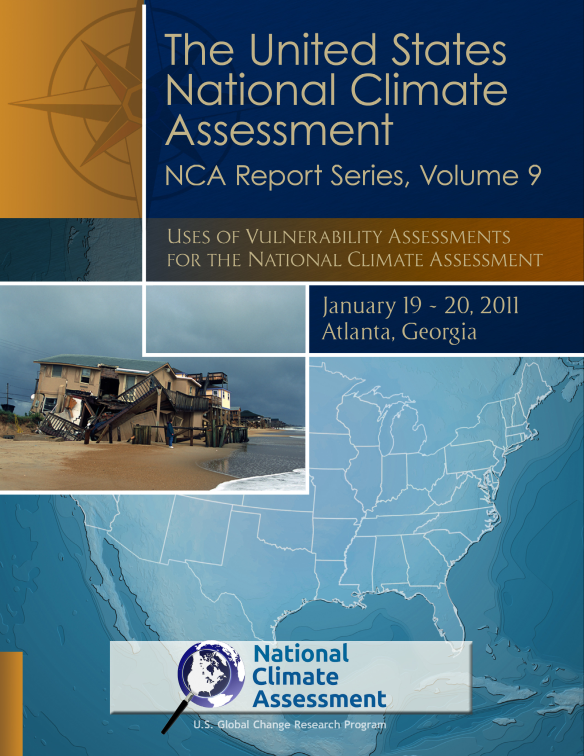 The United States
National Climate
Assessment
NCA Report Series, Volume 9
Uses of Vulnerability Assessments
for the National Climate Assessment
January 19 - 20, 2011
Atlanta, Georgia
National
Climate
Assessment
U.S. Global Change Research Program